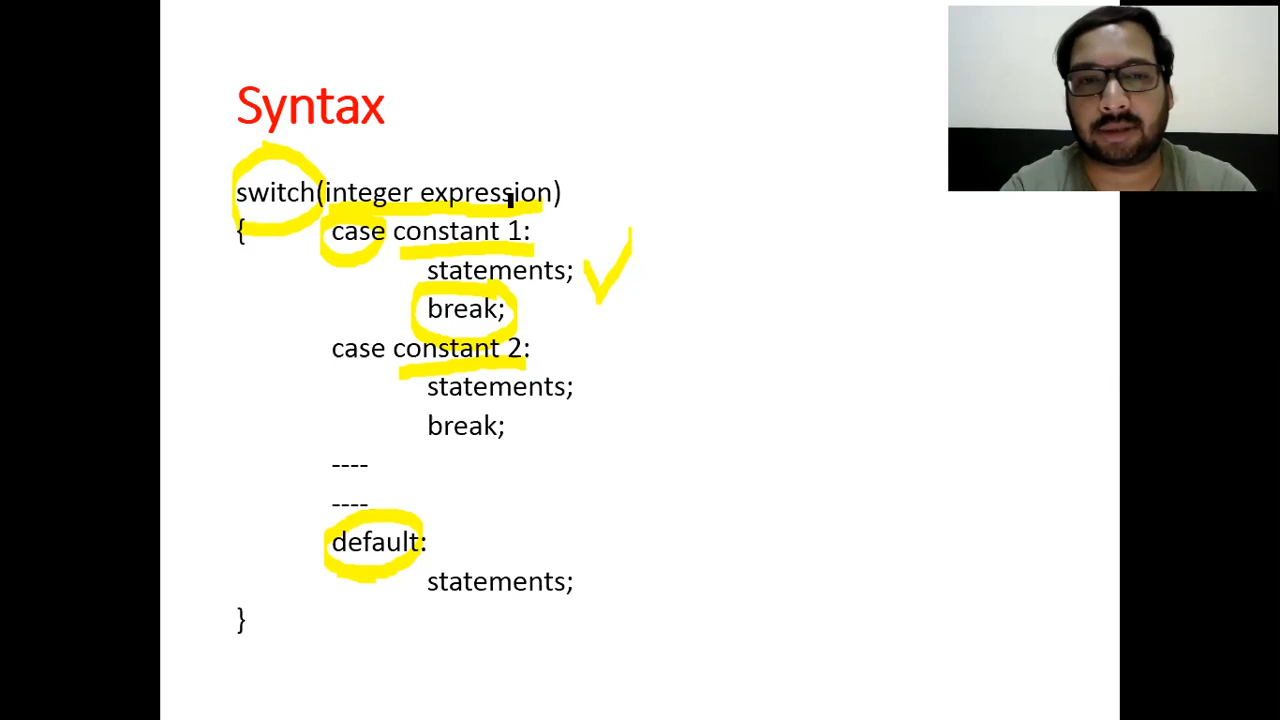 Syntax
switch(integer expression)
{ case constant 1:
statements;
break;
case constant 2:
statements;
break;
----
----
default:
statements;
}